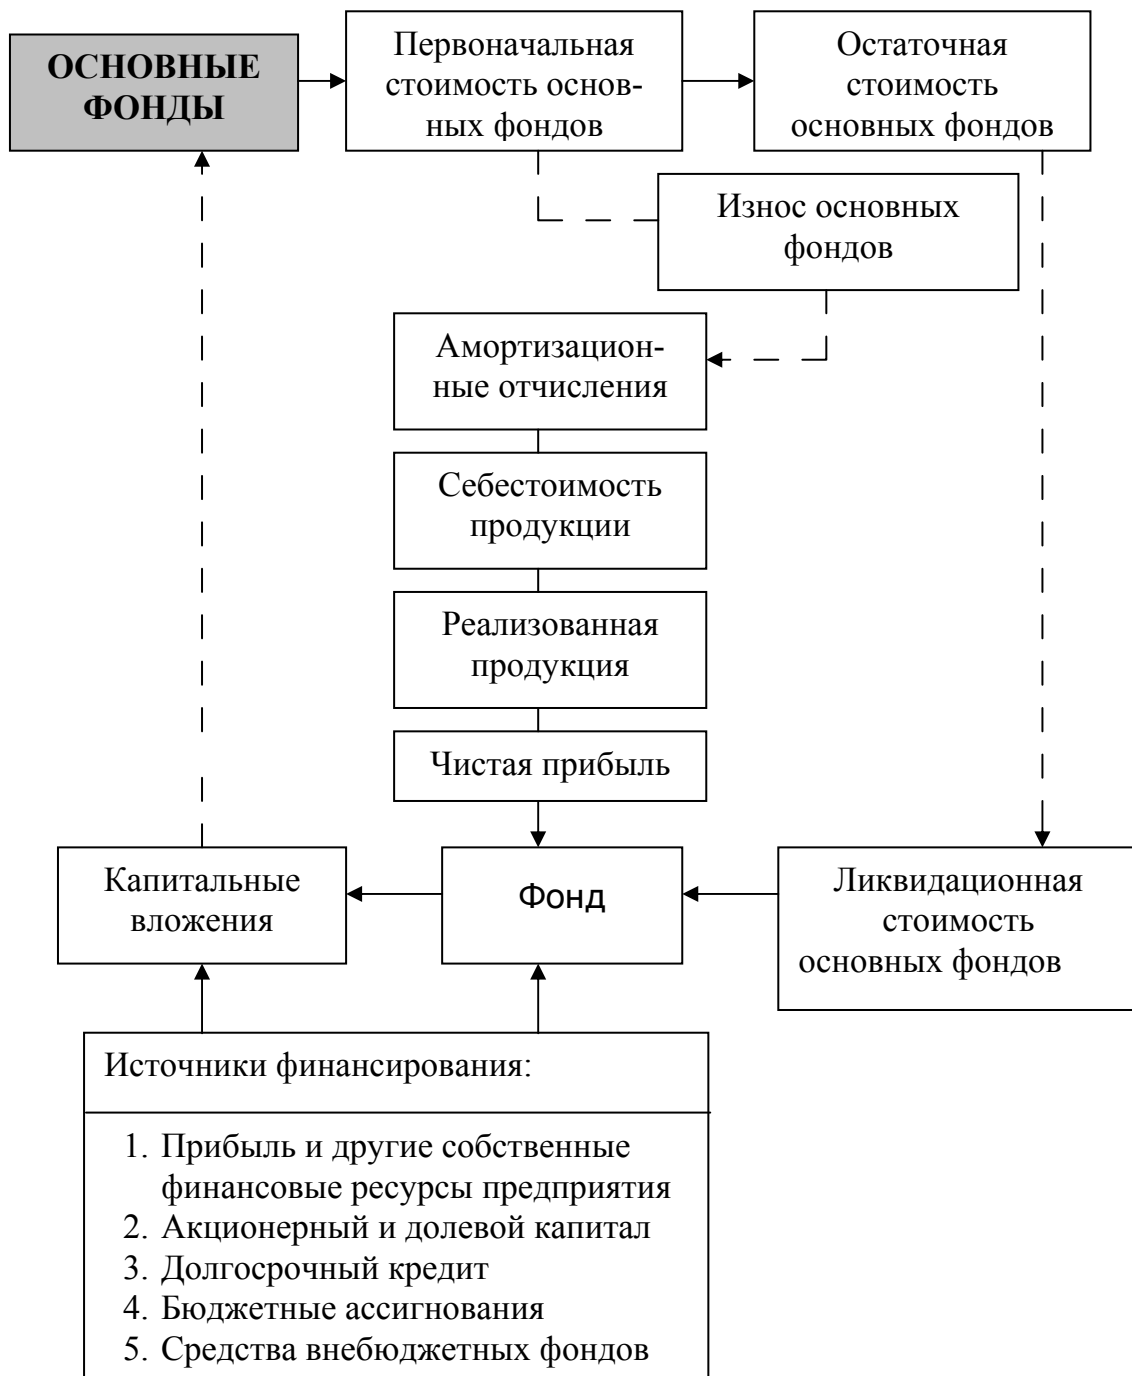 ОСНОВНЫЕ
ФОНДЫ
Первоначальная
стоимость основ-
ных фондов
Остаточная
стоимость
основных фондов
Износ основных
фондов
Амортизацион-
ные отчисления
Себестоимость
продукции
Реализованная
продукция
Чистая прибыль
Капитальные
вложения
Фонд
Ликвидационная
стоимость
основных фондов
Источники финансирования:
1. Прибыль и другие собственные
финансовые ресурсы предприятия
2. Акционерный и долевой капитал
3. Долгосрочный кредит
4. Бюджетные ассигнования
5. Средства внебюджетных фондов